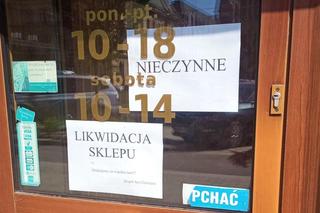 pon.-pt.
10-18
NIECZYNNE
sobota
10-14
LIKWIDACJA
SKLEPU
PCHAĆ